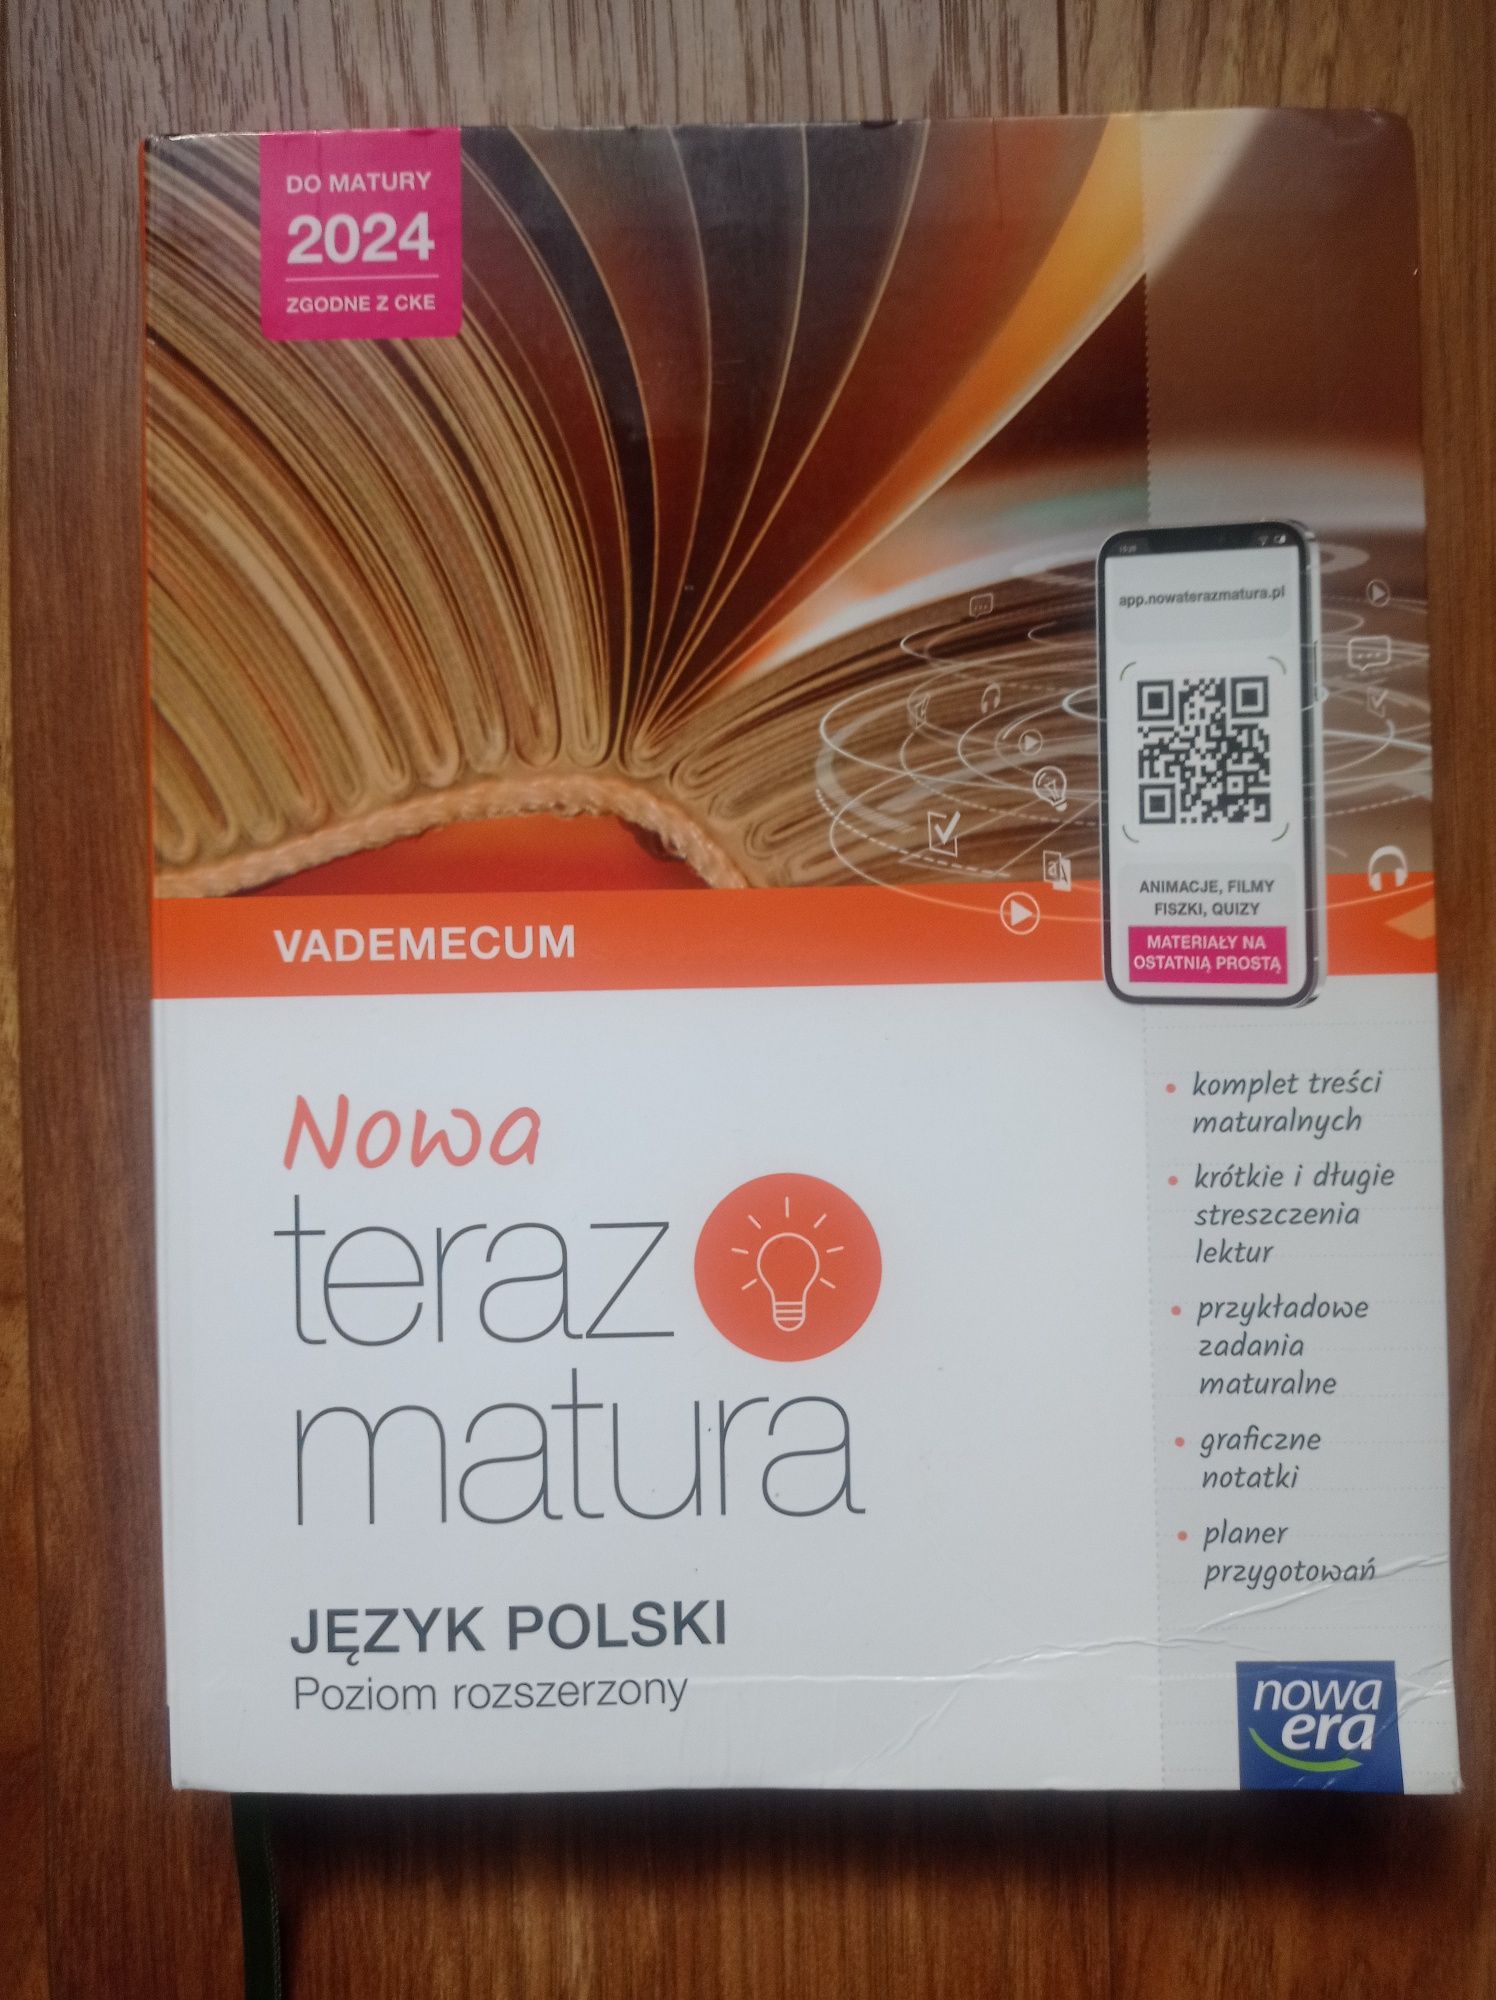 DO MATURY
2024
ZGODNE Z CKE
app.nowaterazmatura.pl
ANIMACJE, FILMY
FISZKI, QUIZY
MATERIAŁY NA
OSTATNIĄ PROSTĄ
VADEMECUM
Nowa
teraz
matura
JĘZYK POLSKI
Poziom rozszerzony
• komplet treści
maturalnych
• krótkie i długie
streszczenia
lektur
• przykładowe
zadania
maturalne
• graficzne
notatki
• planer
przygotowań
nowa
era